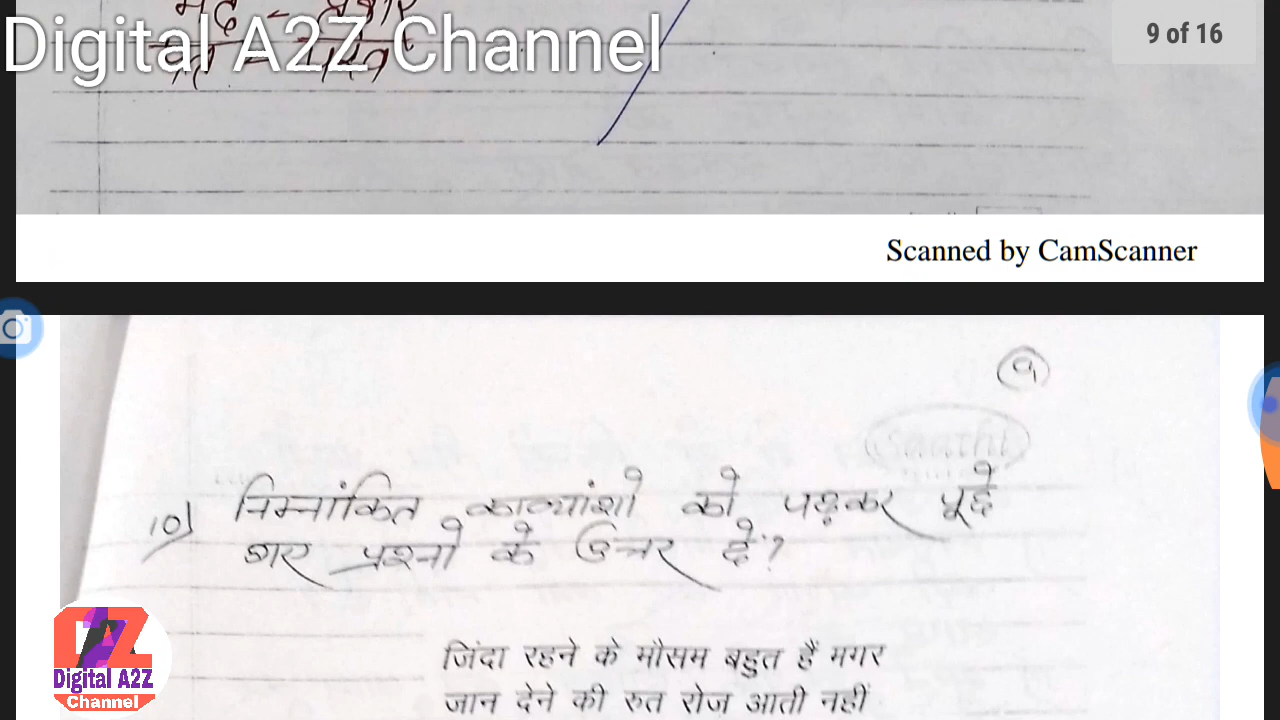 Digital A2Z Channel
9 of 16
Scanned by CamScanner
9
Saathi
10) निम्नांकित काव्यांशो को पढ़कर पूछे
गए प्रश्नो के उत्तर दें?
जिंदा रहने के मौसम बहुत हैं मगर
जान देने की रुत रोज आती नहीं
Digital A2Z
Channel